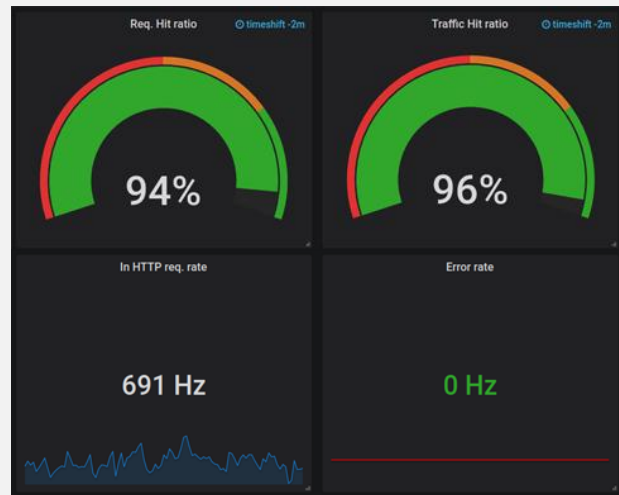 Req. Hit ratio
timeshift -2m
94%
Traffic Hit ratio
timeshift -2m
96%
In HTTP req. rate
691 Hz
Error rate
0 Hz